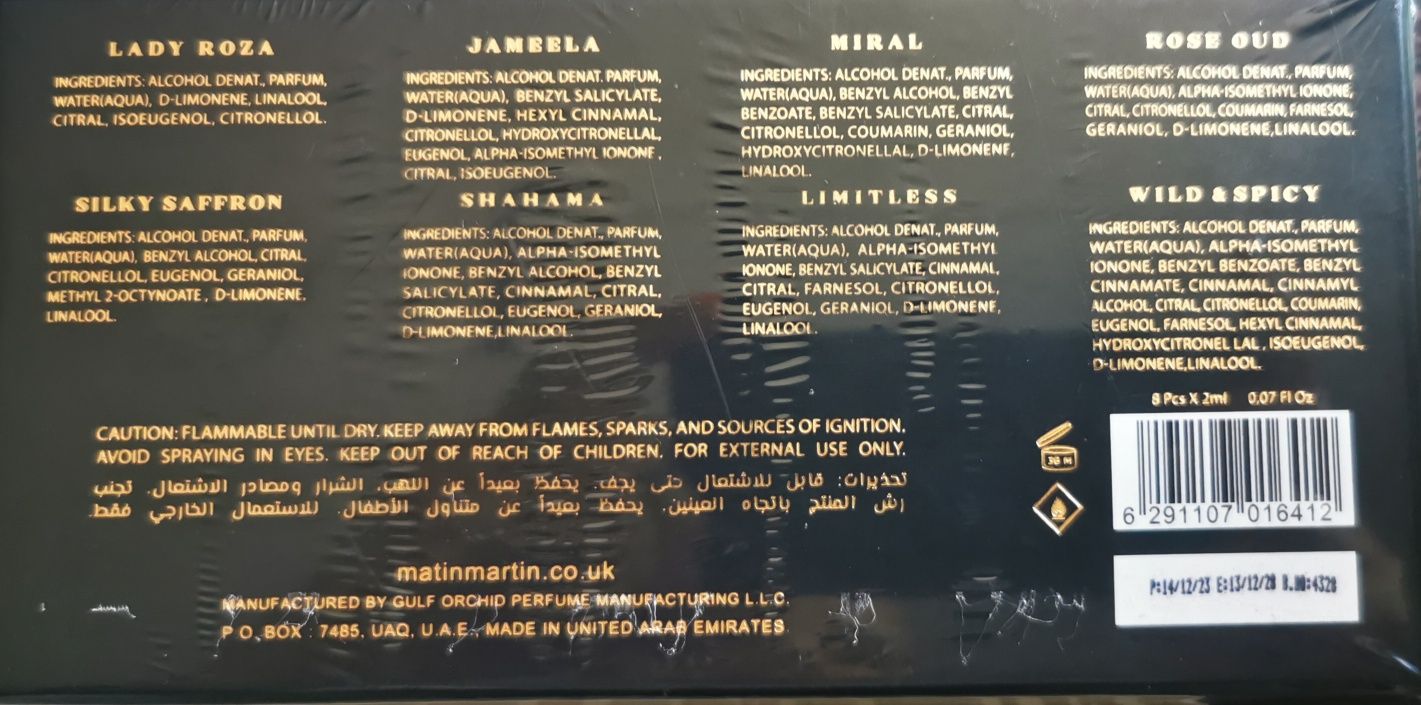 LADY ROZA
INGREDIENTS: ALCOHOL DENAT., PARFUM,
WATER(AQUA), D-LIMONENE, LINALOOL,
CITRAL, ISOEUGENOL, CITRONELLOL.
JAMEELA
INGREDIENTS: ALCOHOL DENAT. PARFUM,
WATER(AQUA), BENZYL SALICYLATE,
D-LIMONENE, HEXYL CINNAMAL,
CITRONELLOL, HYDROXYCITRONELLAL,
EUGENOL, ALPHA-ISOMETHYL IONONE,
CITRAL, ISOEUGENOL.
MIRAL
INGREDIENTS: ALCOHOL DENAT., PARFUM,
WATER(AQUA), BENZYL ALCOHOL, BENZYL
BENZOATE, BENZYL SALICYLATE, CITRAL,
CITRONELLOL, COUMARIN, GERANIOL,
HYDROXYCITRONELLAL, D-LIMONENE,
LINALOOL.
ROSE OUD
INGREDIENTS: ALCOHOL DENAT., PARFUM,
WATER(AQUA), ALPHA-ISOMETHYL IONONE,
CITRAL, CITRONELLOL, COUMARIN, FARNESOL,
GERANIOL, D-LIMONENE,LINALOOL.
SILKY SAFFRON
INGREDIENTS: ALCOHOL DENAT., PARFUM,
WATER(AQUA), BENZYL ALCOHOL, CITRAL,
CITRONELLOL, EUGENOL, GERANIOL,
METHYL 2-OCTYNOATE , D-LIMONENE,
LINALOOL.
SHAHAMA
INGREDIENTS: ALCOHOL DENAT., PARFUM,
WATER(AQUA), ALPHA-ISOMETHYL
IONONE, BENZYL ALCOHOL, BENZYL
SALICYLATE, CINNAMAL, CITRAL,
CITRONELLOL, EUGENOL, GERANIOL,
D-LIMONENE,LINALOOL.
LIMITLESS
INGREDIENTS: ALCOHOL DENAT., PARFUM,
WATER(AQUA), ALPHA-ISOMETHYL
IONONE, BENZYL SALICYLATE, CINNAMAL,
CITRAL, FARNESOL, CITRONELLOL,
EUGENOL, GERANIOL, D-LIMONENE,
LINALOOL.
WILD & SPICY
INGREDIENTS: ALCOHOL DENAT., PARFUM,
WATER(AQUA), ALPHA-ISOMETHYL
IONONE, BENZYL BENZOATE, BENZYL
CINNAMATE, CINNAMAL, CINNAMYL
ALCOHOL, CITRAL, CITRONELLOL, COUMARIN,
EUGENOL, FARNESOL, HEXYL CINNAMAL,
HYDROXYCITRONEL LAL, ISOEUGENOL,
D-LIMONENE,LINALOOL.
8 Pcs X 2ml 0.07 Fl Oz
CAUTION: FLAMMABLE UNTIL DRY. KEEP AWAY FROM FLAMES, SPARKS, AND SOURCES OF IGNITION.
AVOID SPRAYING IN EYES. KEEP OUT OF REACH OF CHILDREN. FOR EXTERNAL USE ONLY.
تحذيرات: قابل للاشتعال حتى يجف. يحفظ بعيداً عن اللهب. الشرار ومصادر الاشتعال. تجنب
رش المنتج باتجاه العينين. يحفظ بعيداً عن متناول الأطفال. للاستعمال الخارجي فقط.
36 M
6 291107 016412
P:14/12/23 E:13/12/28 B.NO:4328
matinmartin.co.uk
MANUFACTURED BY GULF ORCHID PERFUME MANUFACTURING L.L.C.
P.O. BOX : 7485, UAQ, U.A.E. MADE IN UNITED ARAB EMIRATES